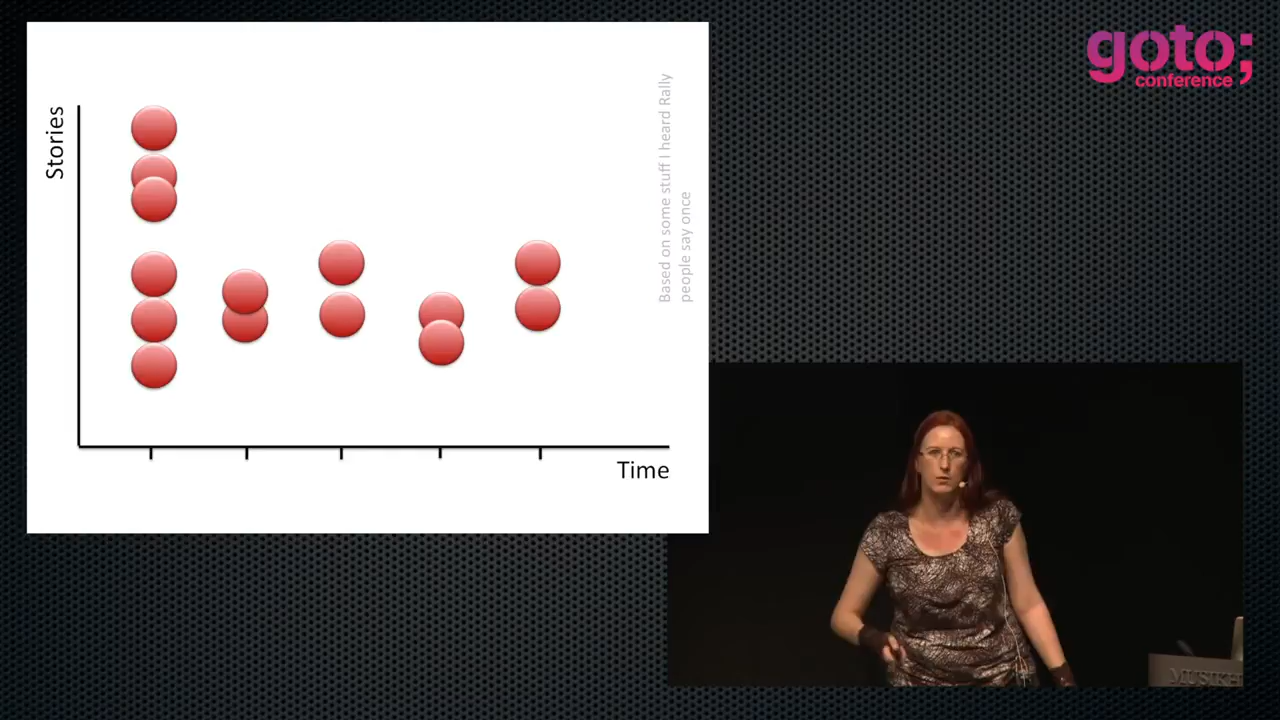 goto;
conference
Stories
Based on some stuff I heard Rally
people say once
Time